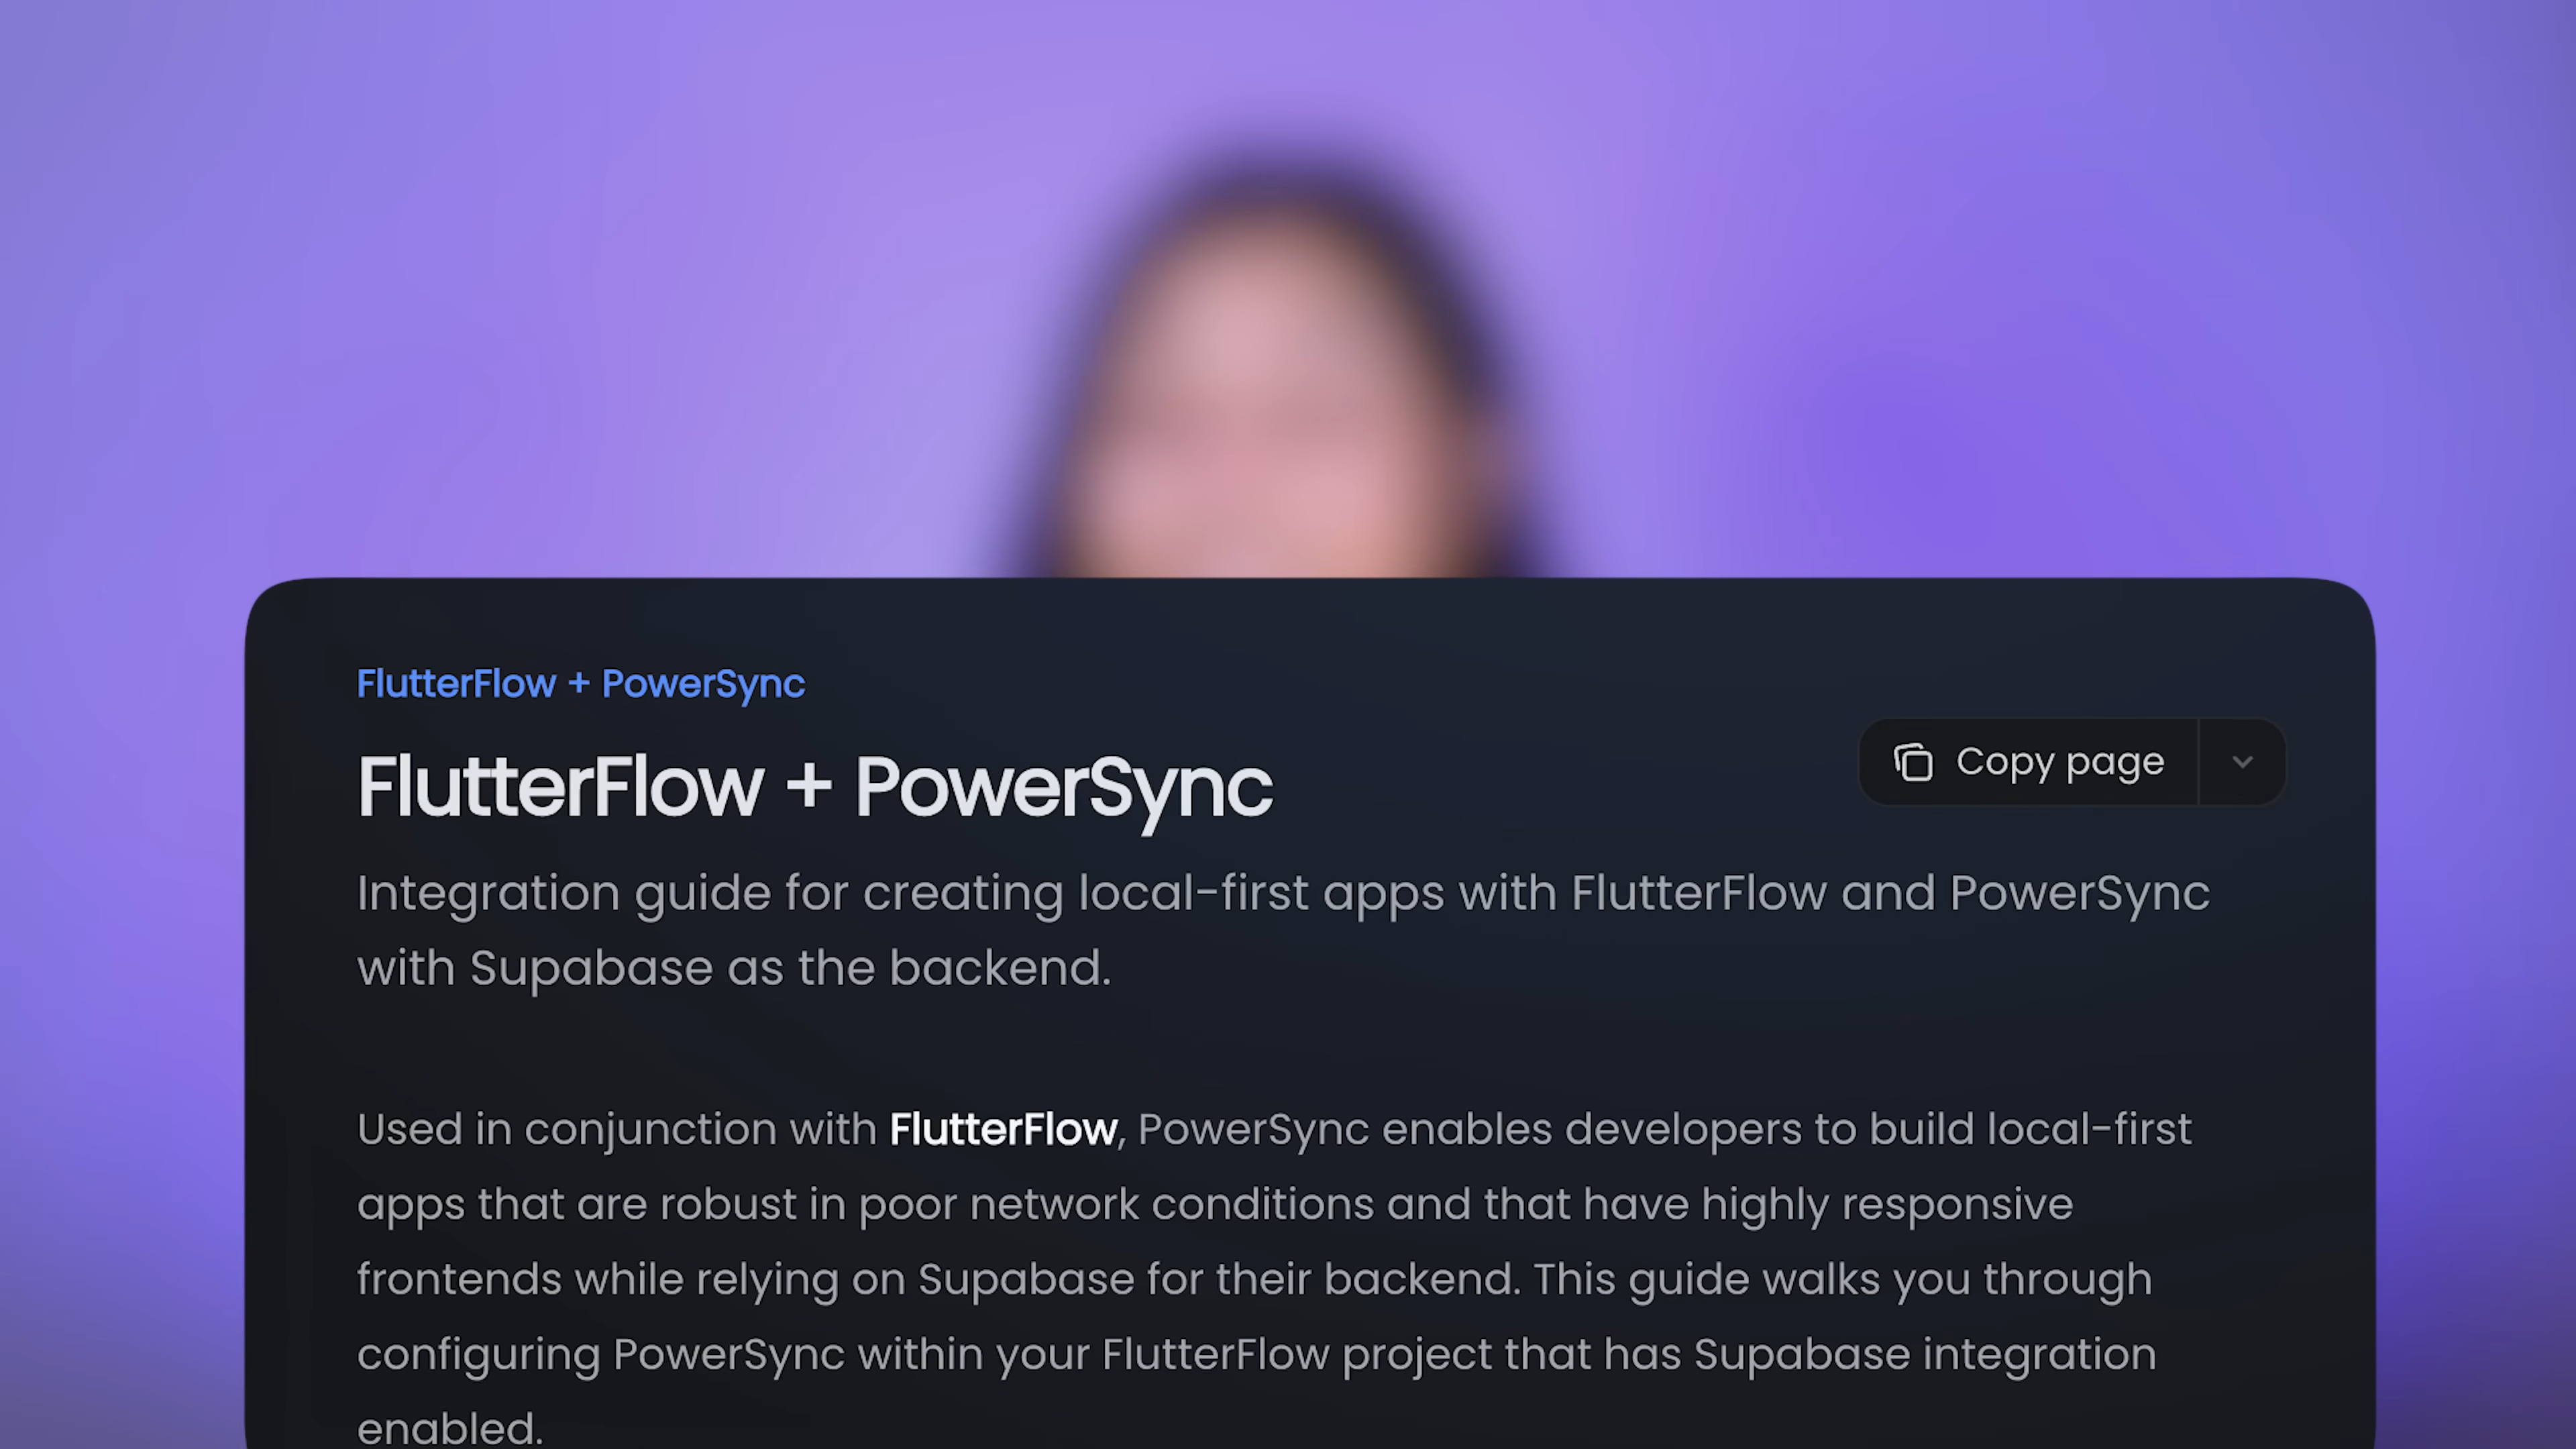 FlutterFlow + PowerSync
FlutterFlow + PowerSync
Copy page
Integration guide for creating local-first apps with FlutterFlow and PowerSync
with Supabase as the backend.
Used in conjunction with FlutterFlow, PowerSync enables developers to build local-first
apps that are robust in poor network conditions and that have highly responsive
frontends while relying on Supabase for their backend. This guide walks you through
configuring PowerSync within your FlutterFlow project that has Supabase integration
enabled.